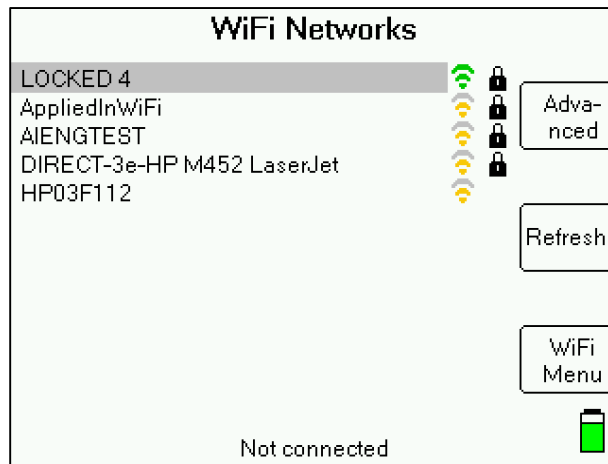 WiFi Networks
LOCKED 4
AppliedInWiFi
AIENGTEST
DIRECT-3e-HP M452 LaserJet
HP03F112
Adva-
nced
Refresh
WiFi
Menu
Not connected